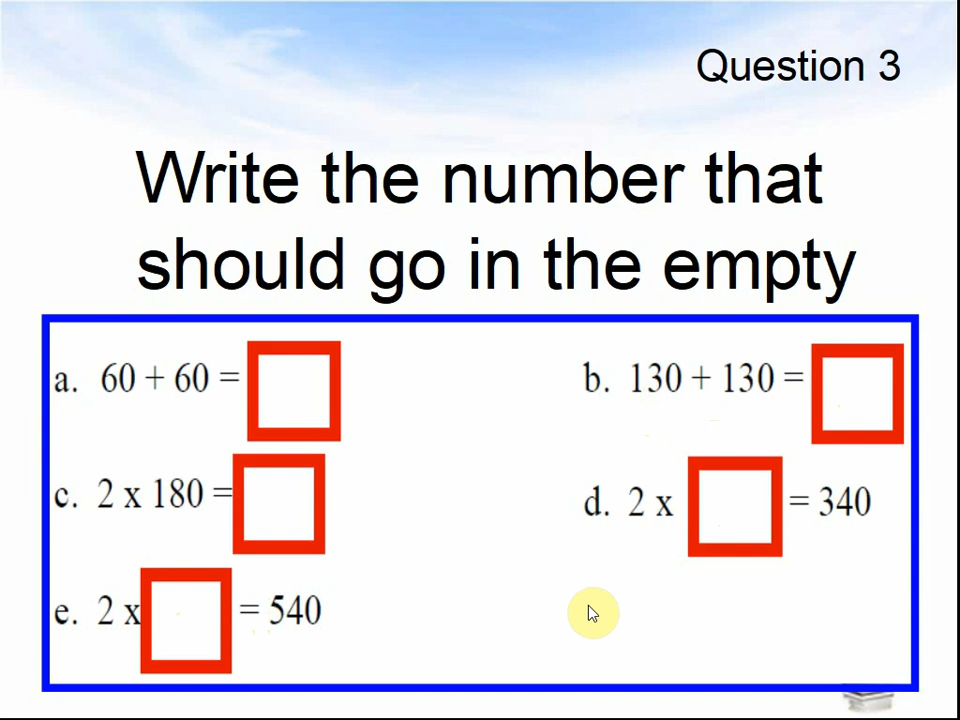 Question 3
Write the number that
should go in the empty
a. 60 + 60 =
b. 130 + 130 =
c. 2 x 180 =
d. 2 x = 340
e. 2 x = 540